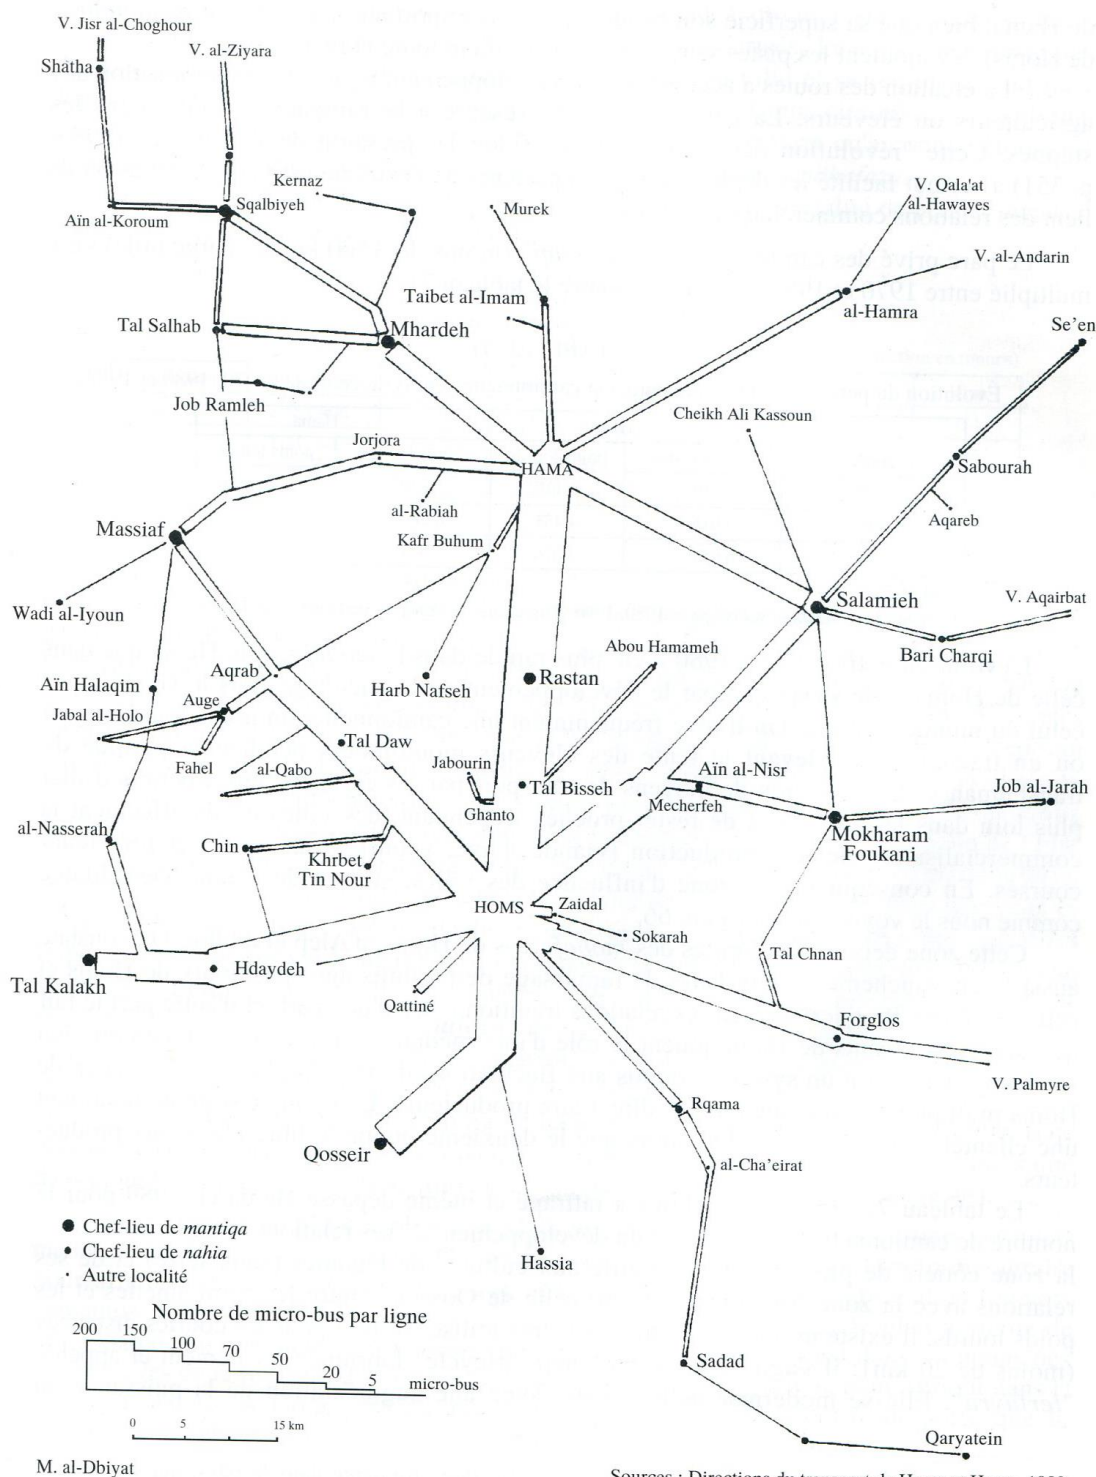 V. Jisr al-Choghour
V. al-Ziyara
Shatha
Kernaz
Murek
V. Qala'at
al-Hawayes
Aïn al-Koroum
Sqalbiyeh
V. al-Andarin
Taibet al-Imam
al-Hamra
Tal Salhab
Mhardeh
Se'en
Job Ramleh
Cheikh Ali Kassoun
Jorjora
HAMA
Sabourah
al-Rabiah
Aqareb
Massiaf
Kafr Buhum
Wadi al-Iyoun
Salamieh
V. Aqairbat
Abou Hamameh
Bari Charqi
Aqrab
Aïn Halaqim
Harb Nafseh
Rastan
Auge
Jabal al-Holo
Tal Daw
Fahel
al-Qabo
Jabourin
Tal Bisseh
Aïn al-Nisr
Job al-Jarah
Mecherfeh
Ghanto
al-Nasserah
Chin
Khrbet
Tin Nour
Mokharam
Foukani
HOMS
Zaidal
Sokarah
Tal Chnan
Tal Kalakh
Hdaydeh
Qattiné
Forglos
V. Palmyre
Rqama
Qosseir
al-Cha'eirat
Hassia
Chef-lieu de mantiqa
Chef-lieu de nahia
Autre localité
Nombre de micro-bus par ligne
200 150 100 70 50 20 5
micro-bus
0 5 15 km
Sadad
Qaryatein
M. al-Dbiyat